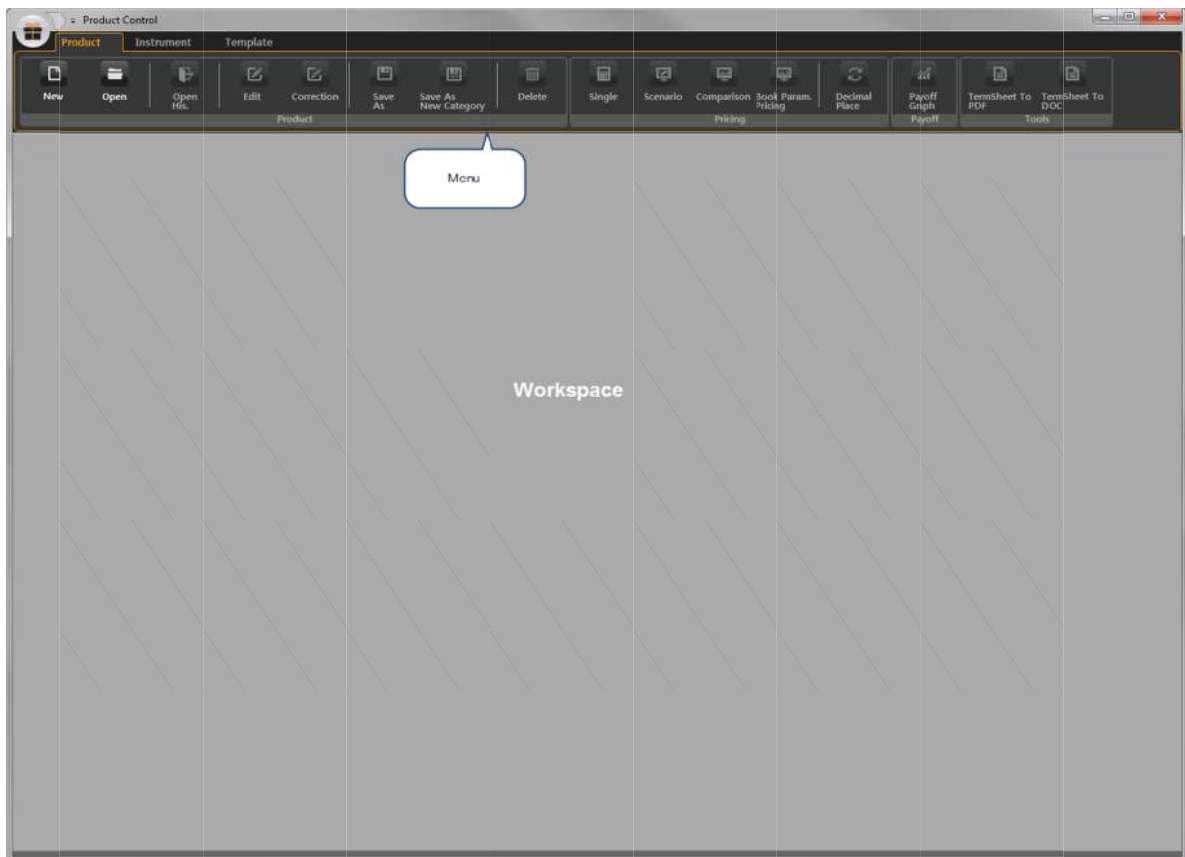 Product Control
Product Instrument Template
New Open Open His. Edit Correction Save As Save As New Category Delete Single Scenario Comparison Book Param. Pricing Decimal Place Payoff Graph TermSheet To PDF TermSheet To DOC
Product Pricing Payoff Tools
Menu
Workspace